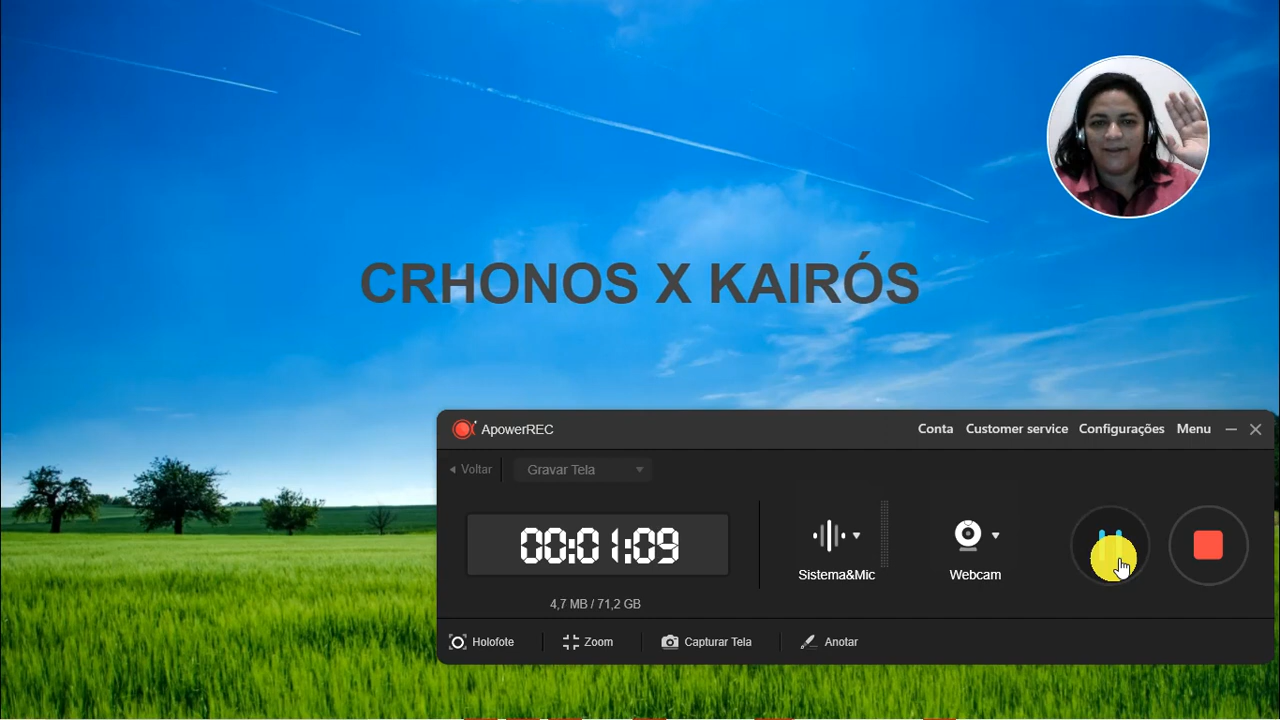 CRHONOS X KAIRÓS
ApowerREC
Conta Customer service Configurações Menu
Voltar
Gravar Tela
00:01:09
Sistema&Mic
Webcam
4,7 MB / 71,2 GB
Holofote
Zoom
Capturar Tela
Anotar